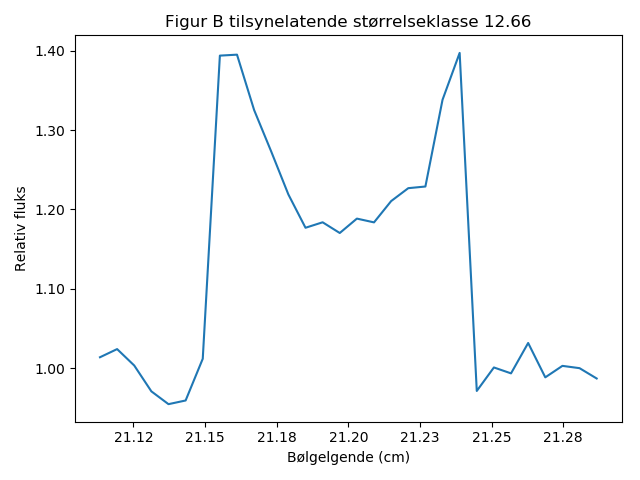 Figur B tilsynelatende størrelseklasse 12.66
1.40
1.30
1.20
1.10
1.00
Relativ fluks
21.12 21.15 21.18 21.20 21.23 21.25 21.28
Bølgelgende (cm)